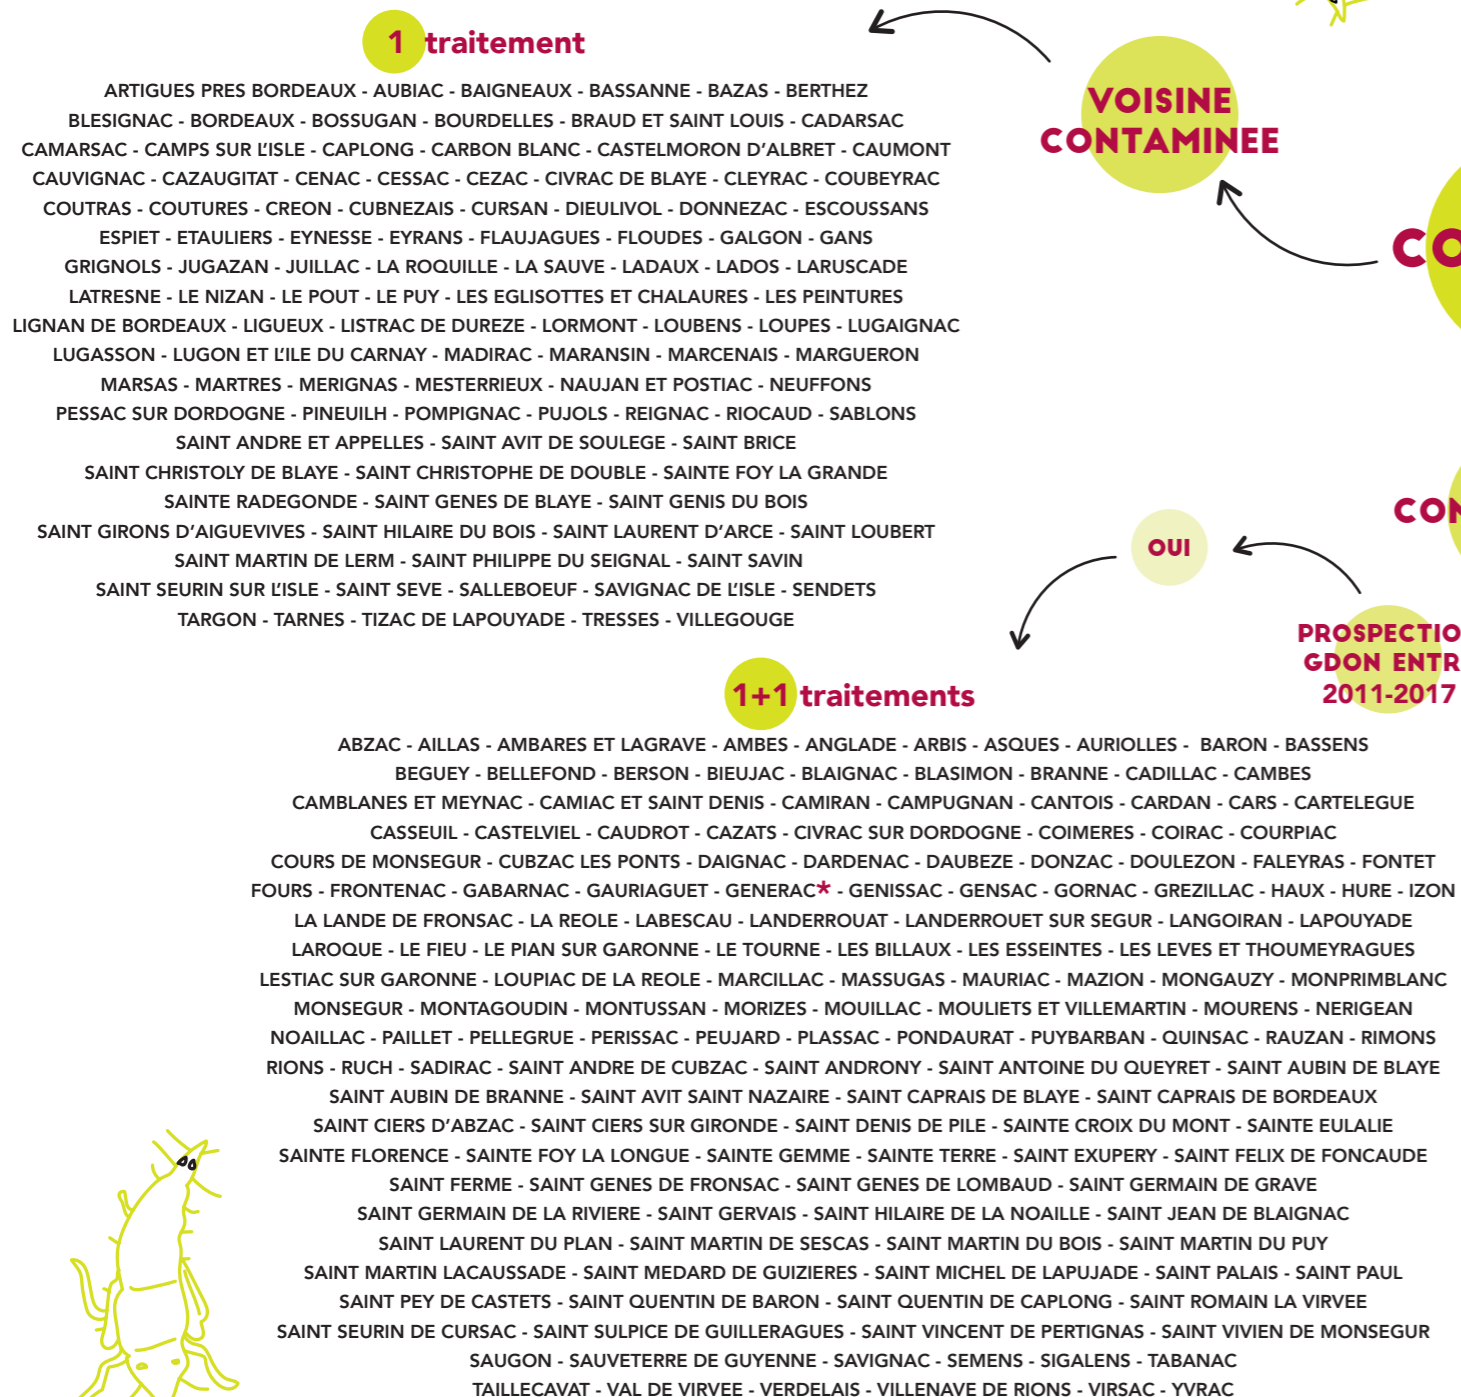 1 traitement
ARTIGUES PRES BORDEAUX - AUBIAC - BAIGNEAUX - BASSANNE - BAZAS - BERTHEZ
BLESIGNAC - BORDEAUX - BOSSUGAN - BOURDELLES - BRAUD ET SAINT LOUIS - CADARSAC
CAMARSAC - CAMPS SUR L'ISLE - CAPLONG - CARBON BLANC - CASTELMORON D'ALBRET - CAUMONT
CAUVIGNAC - CAZAUGITAT - CENAC - CESSAC - CEZAC - CIVRAC DE BLAYE - CLEYRAC - COUBEYRAC
COUTRAS - COUTURES - CREON - CUBNEZAIS - CURSAN - DIEULIVOL - DONNEZAC - ESCOUSSANS
ESPIET - ETAULIERS - EYNESSE - EYRANS - FLAUJAGUES - FLOUDES - GALGON - GANS
GRIGNOLS - JUGAZAN - JUILLAC - LA ROQUILLE - LA SAUVE - LADAUX - LADOS - LARUSCADE
LATRESNE - LE NIZAN - LE POUT - LE PUY - LES EGLISOTTES ET CHALAURES - LES PEINTURES
LIGNAN DE BORDEAUX - LIGUEUX - LISTRAC DE DUREZE - LORMONT - LOUBENS - LOUPES - LUGAIGNAC
LUGASSON - LUGON ET L'ILE DU CARNAY - MADIRAC - MARANSIN - MARCENAIS - MARGUERON
MARSAS - MARTRES - MERIGNAS - MESTERRIEUX - NAUJAN ET POSTIAC - NEUFFONS
PESSAC SUR DORDOGNE - PINEUILH - POMPIGNAC - PUJOLS - REIGNAC - RIOCAUD - SABLONS
SAINT ANDRE ET APPELLES - SAINT AVIT DE SOULEGE - SAINT BRICE
SAINT CHRISTOLY DE BLAYE - SAINT CHRISTOPHE DE DOUBLE - SAINTE FOY LA GRANDE
SAINTE RADEGONDE - SAINT GENES DE BLAYE - SAINT GENIS DU BOIS
SAINT GIRONS D'AIGUEVIVES - SAINT HILAIRE DU BOIS - SAINT LAURENT D'ARCE - SAINT LOUBERT
SAINT MARTIN DE LERM - SAINT PHILIPPE DU SEIGNAL - SAINT SAVIN
SAINT SEURIN SUR L'ISLE - SAINT SEVE - SALLEBOEUF - SAVIGNAC DE L'ISLE - SENDETS
TARGON - TARNES - TIZAC DE LAPOUYADE - TRESSES - VILLEGOUGE
VOISINE
CONTAMINEE
CO
CON
OUI
PROSPECTIO
GDON ENTR
2011-2017
1+1 traitements
ABZAC - AILLAS - AMBARES ET LAGRAVE - AMBES - ANGLADE - ARBIS - ASQUES - AURIOLLES - BARON - BASSENS
BEGUEY - BELLEFOND - BERSON - BIEUJAC - BLAIGNAC - BLASIMON - BRANNE - CADILLAC - CAMBES
CAMBLANES ET MEYNAC - CAMIAC ET SAINT DENIS - CAMIRAN - CAMPUGNAN - CANTOIS - CARDAN - CARS - CARTELEGUE
CASSEUIL - CASTELVIEL - CAUDROT - CAZATS - CIVRAC SUR DORDOGNE - COIMERES - COIRAC - COURPIAC
COURS DE MONSEGUR - CUBZAC LES PONTS - DAIGNAC - DARDENAC - DAUBEZE - DONZAC - DOULEZON - FALEYRAS - FONTET
FOURS - FRONTENAC - GABARNAC - GAURIAGUET - GENERAC* - GENISSAC - GENSAC - GORNAC - GREZILLAC - HAUX - HURE - IZON
LA LANDE DE FRONSAC - LA REOLE - LABESCAU - LANDERROUAT - LANDERROUET SUR SEGUR - LANGOIRAN - LAPOUYADE
LAROQUE - LE FIEU - LE PIAN SUR GARONNE - LE TOURNE - LES BILLAUX - LES ESSEINTES - LES LEVES ET THOUMEYRAGUES
LESTIAC SUR GARONNE - LOUPIAC DE LA REOLE - MARCILLAC - MASSUGAS - MAURIAC - MAZION - MONGAUZY - MONPRIMBLANC
MONSEGUR - MONTAGOUDIN - MONTUSSAN - MORIZES - MOUILLAC - MOULIETS ET VILLEMARTIN - MOURENS - NERIGEAN
NOAILLAC - PAILLET - PELLEGRUE - PERISSAC - PEUJARD - PLASSAC - PONDAURAT - PUYBARBAN - QUINSAC - RAUZAN - RIMONS
RIONS - RUCH - SADIRAC - SAINT ANDRE DE CUBZAC - SAINT ANDRONY - SAINT ANTOINE DU QUEYRET - SAINT AUBIN DE BLAYE
SAINT AUBIN DE BRANNE - SAINT AVIT SAINT NAZAIRE - SAINT CAPRAIS DE BLAYE - SAINT CAPRAIS DE BORDEAUX
SAINT CIERS D'ABZAC - SAINT CIERS SUR GIRONDE - SAINT DENIS DE PILE - SAINTE CROIX DU MONT - SAINTE EULALIE
SAINTE FLORENCE - SAINTE FOY LA LONGUE - SAINTE GEMME - SAINTE TERRE - SAINT EXUPERY - SAINT FELIX DE FONCAUDE
SAINT FERME - SAINT GENES DE FRONSAC - SAINT GENES DE LOMBAUD - SAINT GERMAIN DE GRAVE
SAINT GERMAIN DE LA RIVIERE - SAINT GERVAIS - SAINT HILAIRE DE LA NOAILLE - SAINT JEAN DE BLAIGNAC
SAINT LAURENT DU PLAN - SAINT MARTIN DE SESCAS - SAINT MARTIN DU BOIS - SAINT MARTIN DU PUY
SAINT MARTIN LACAUSSADE - SAINT MEDARD DE GUIZIERES - SAINT MICHEL DE LAPUJADE - SAINT PALAIS - SAINT PAUL
SAINT PEY DE CASTETS - SAINT QUENTIN DE BARON - SAINT QUENTIN DE CAPLONG - SAINT ROMAIN LA VIRVEE
SAINT SEURIN DE CURSAC - SAINT SULPICE DE GUILLERAGUES - SAINT VINCENT DE PERTIGNAS - SAINT VIVIEN DE MONSEGUR
SAUGON - SAUVETERRE DE GUYENNE - SAVIGNAC - SEMENS - SIGALENS - TABANAC
TAILLECAVAT - VAL DE VIRVEE - VERDELAIS - VILLENAVE DE RIONS - VIRSAC - YVRAC